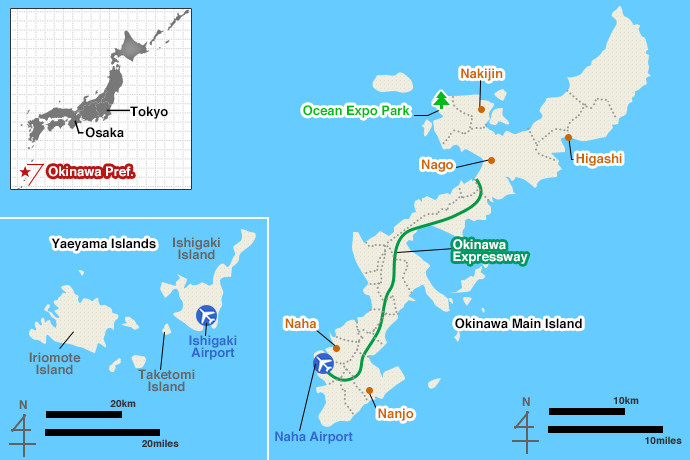 Tokyo
Osaka
Okinawa Pref.
Nakijin
Ocean Expo Park
Nago
Higashi
Okinawa
Expressway
Okinawa Main Island
Naha
Nanjo
Naha Airport
Yaeyama Islands
Ishigaki
Island
Ishigaki
Airport
Iriomote
Island
Taketomi
Island
N
20km
20miles
N
10km
10miles